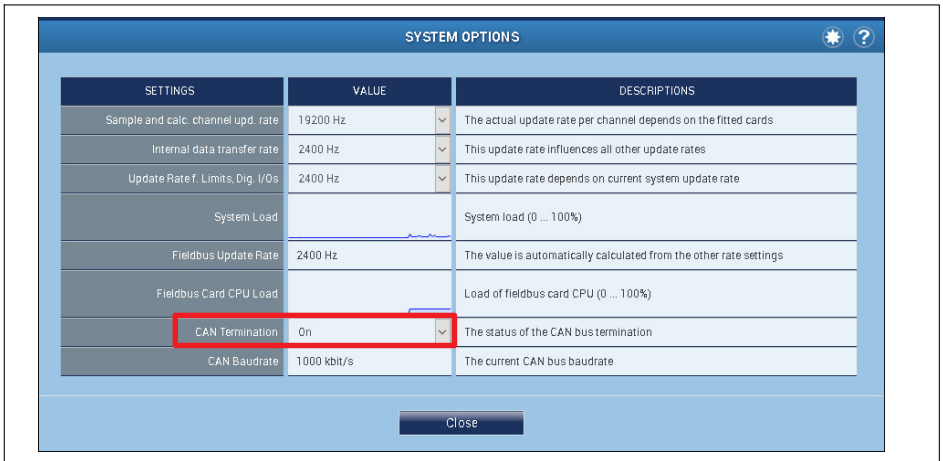 SYSTEM OPTIONS
?
SETTINGS VALUE DESCRIPTIONS
Sample and calc. channel upd. rate 19200 Hz The actual update rate per channel depends on the fitted cards
Internal data transfer rate 2400 Hz This update rate influences all other update rates
Update Rate f. Limits, Dig. I/Os 2400 Hz This update rate depends on current system update rate
System Load System load (0 ... 100%)
Fieldbus Update Rate 2400 Hz The value is automatically calculated from the other rate settings
Fieldbus Card CPU Load Load of fieldbus card CPU (0 ... 100%)
CAN Termination On The status of the CAN bus termination
CAN Baudrate 1000 kbit/s The current CAN bus baudrate
Close